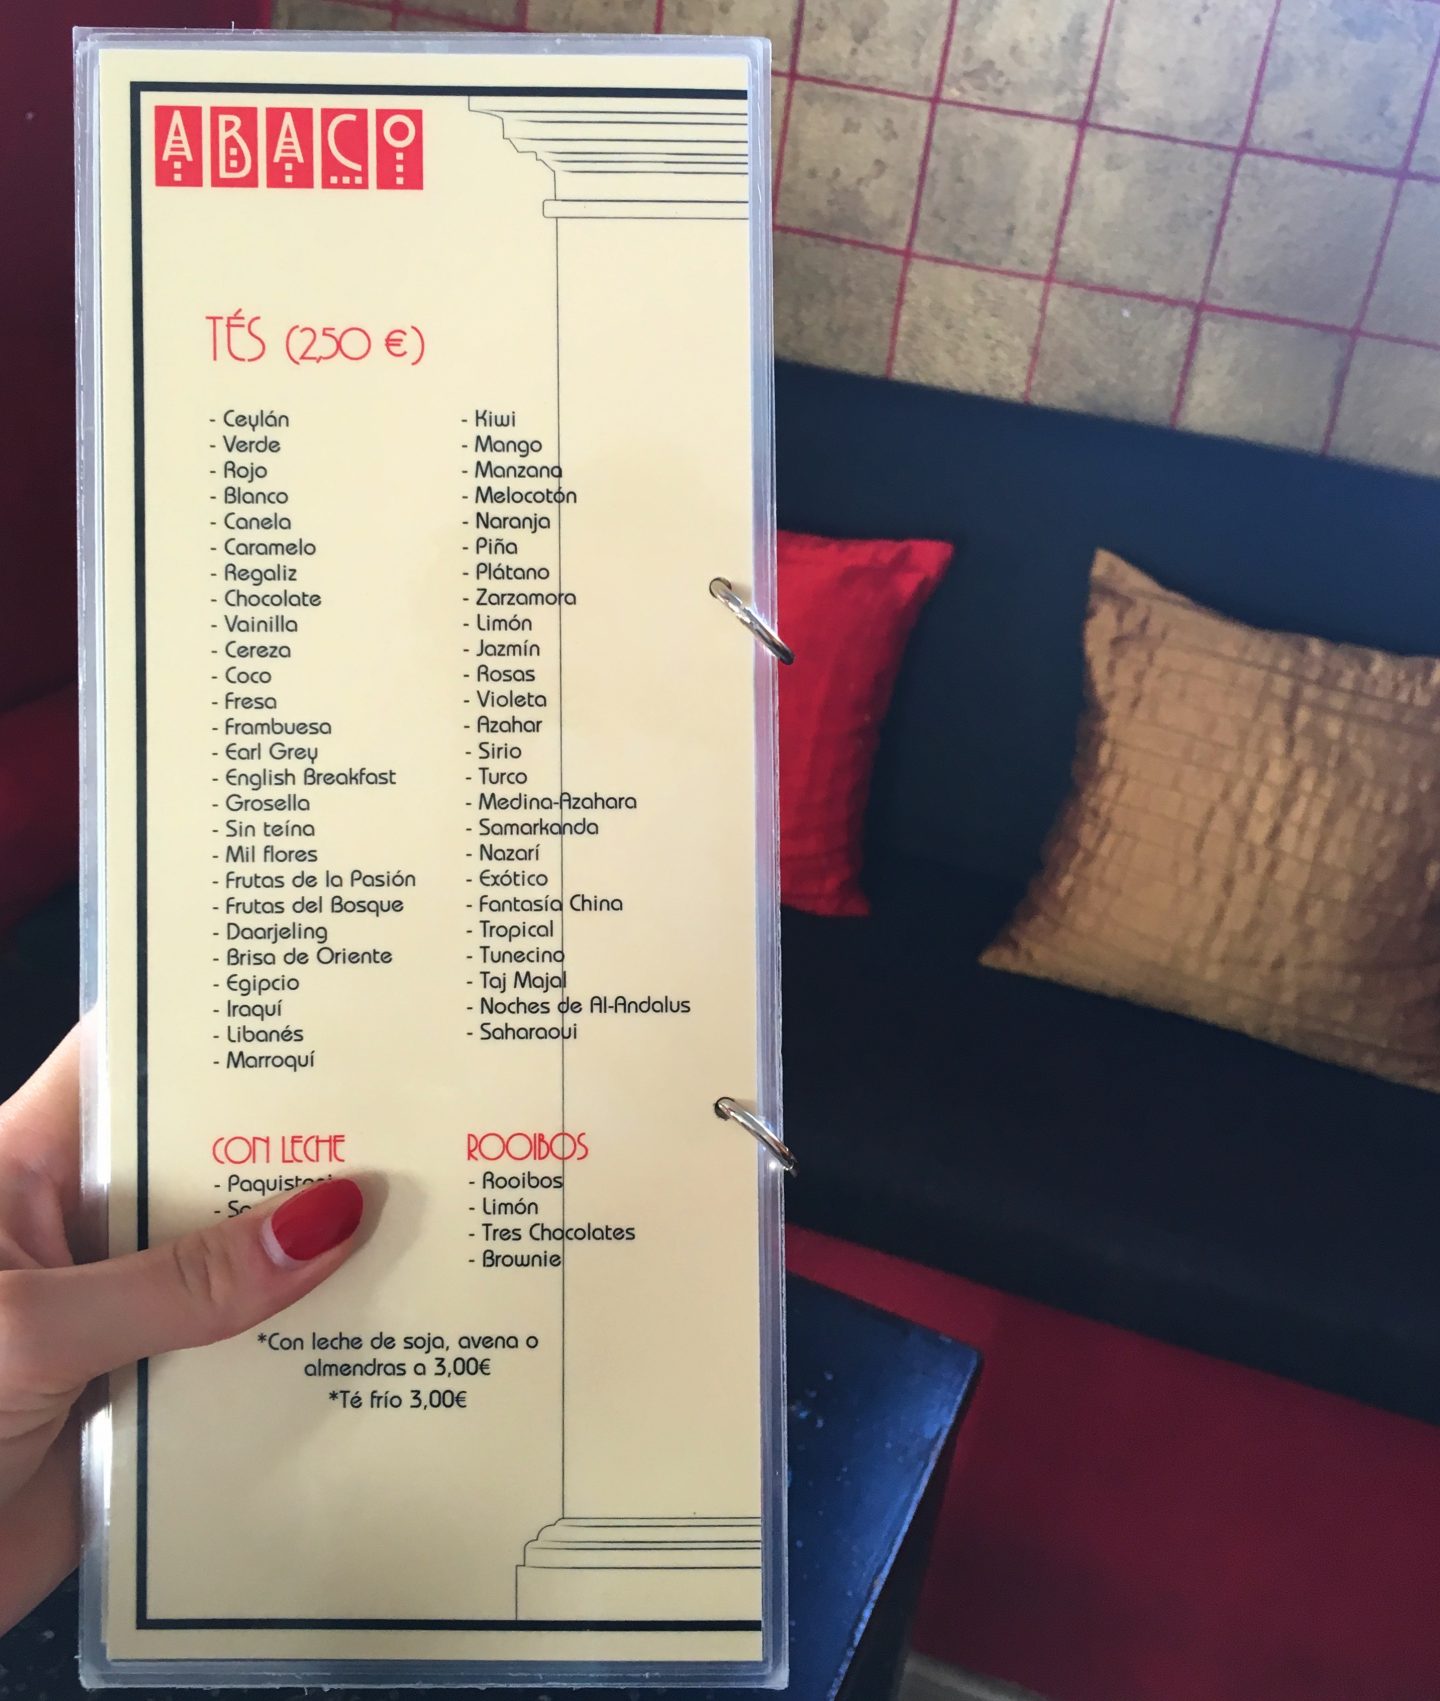 ABACO
TÉS (2,50 €)
- Ceylán
- Verde
- Rojo
- Blanco
- Canela
- Caramelo
- Regaliz
- Chocolate
- Vainilla
- Cereza
- Coco
- Fresa
- Frambuesa
- Earl Grey
- English Breakfast
- Grosella
- Sin teína
- Mil flores
- Frutas de la Pasión
- Frutas del Bosque
- Daarjeling
- Brisa de Oriente
- Egipcio
- Iraquí
- Libanés
- Marroquí
- Kiwi
- Mango
- Manzana
- Melocotón
- Naranja
- Piña
- Plátano
- Zarzamora
- Limón
- Jazmín
- Rosas
- Violeta
- Azahar
- Sirio
- Turco
- Medina-Azahara
- Samarkanda
- Nazarí
- Exótico
- Fantasía China
- Tropical
- Tunecino
- Taj Majal
- Noches de Al-Andalus
- Saharaoui
CON LECHE
-
-
ROOIBOS
- Rooibos
- Limón
- Tres Chocolates
- Brownie
*Con leche de soja, avena o
almendras a 3,00€
*Té frío 3,00€